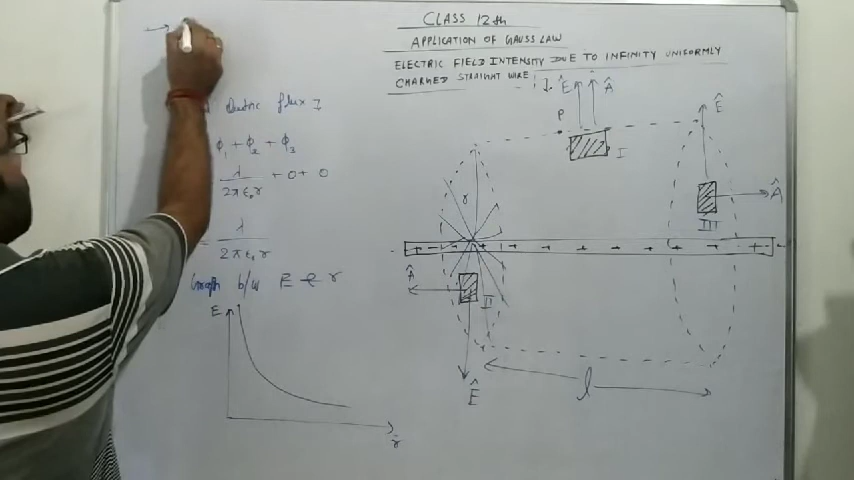 CLASS 12th
APPLICATION OF GAUSS LAW
ELECTRIC FIELD INTENSITY DUE TO INFINITY UNIFORMLY
CHARGED STRAIGHT WIRE :
electric flux I
ϕ₁ + ϕ₂ + ϕ₃
λ / 2πε₀r + 0 + 0
= λ / 2πε₀r
Graph b/w E & r
E
r
Ê Â
P
I
Ê
Â
III
r
+ + + + + + + + + +
Â
II
Ê
l